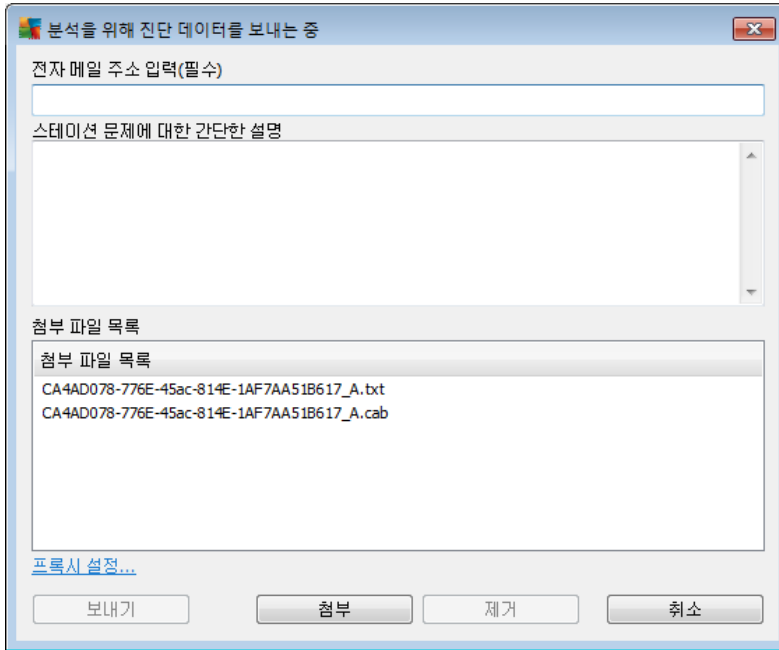 분석을 위해 진단 데이터를 보내는 중
전자 메일 주소 입력(필수)
스테이션 문제에 대한 간단한 설명
첨부 파일 목록
첨부 파일 목록
CA4AD078-776E-45ac-814E-1AF7AA51B617_A.txt
CA4AD078-776E-45ac-814E-1AF7AA51B617_A.cab
프록시 설정...
보내기 첨부 제거 취소